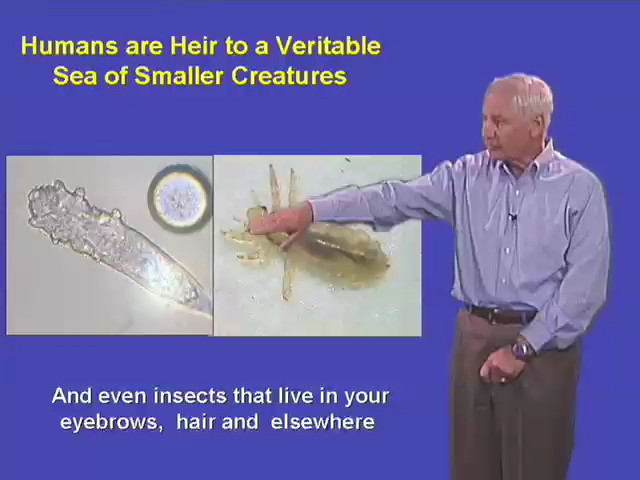 Humans are Heir to a Veritable
Sea of Smaller Creatures
And even insects that live in your
eyebrows, hair and elsewhere